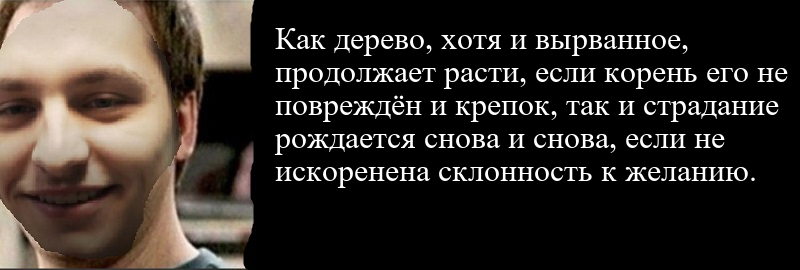 Как дерево, хотя и вырванное,
продолжает расти, если корень его не
повреждён и крепок, так и страдание
рождается снова и снова, если не
искоренена склонность к желанию.